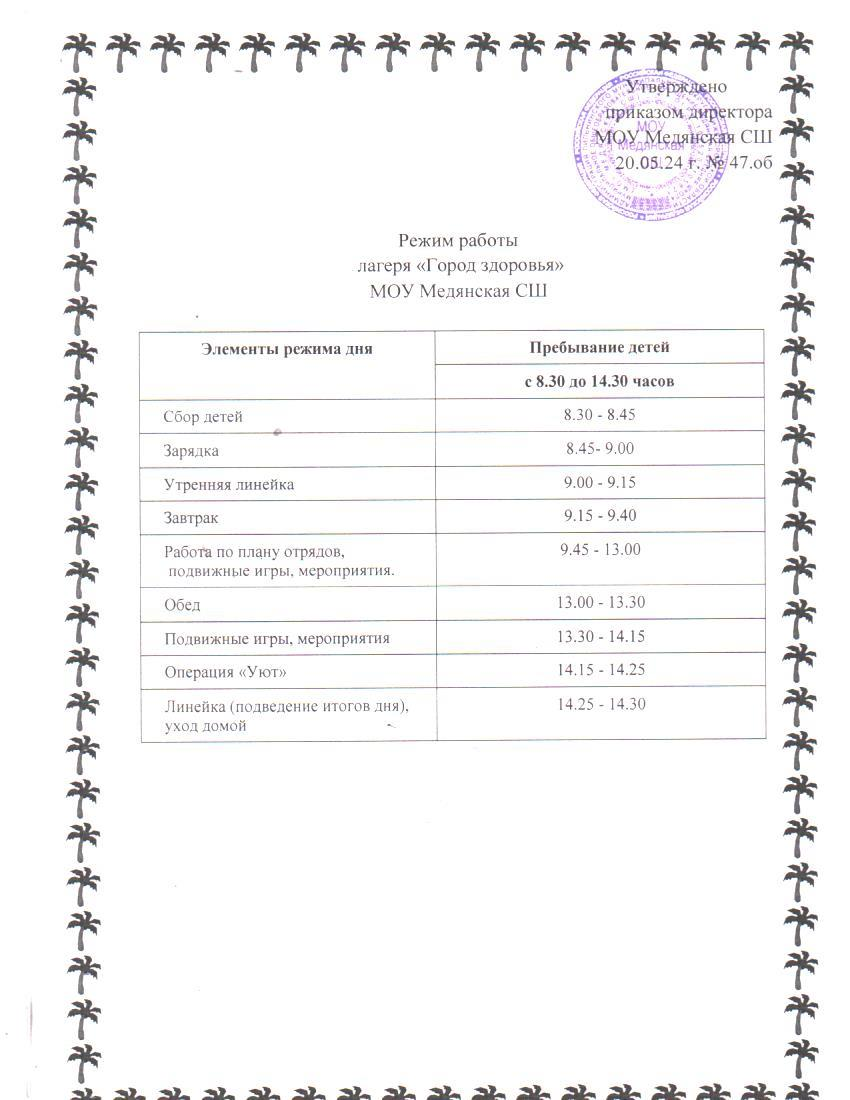 Утверждено
приказом директора
МОУ Медянская СШ
20.05.24 г. № 47.об
МОУ
Медянская
СШ
Режим работы
лагеря «Город здоровья»
МОУ Медянская СШ
Элементы режима дня
Пребывание детей
с 8.30 до 14.30 часов
Сбор детей
8.30 - 8.45
Зарядка
8.45- 9.00
Утренняя линейка
9.00 - 9.15
Завтрак
9.15 - 9.40
Работа по плану отрядов,
подвижные игры, мероприятия.
9.45 - 13.00
Обед
13.00 - 13.30
Подвижные игры, мероприятия
13.30 - 14.15
Операция «Уют»
14.15 - 14.25
Линейка (подведение итогов дня),
уход домой
14.25 - 14.30